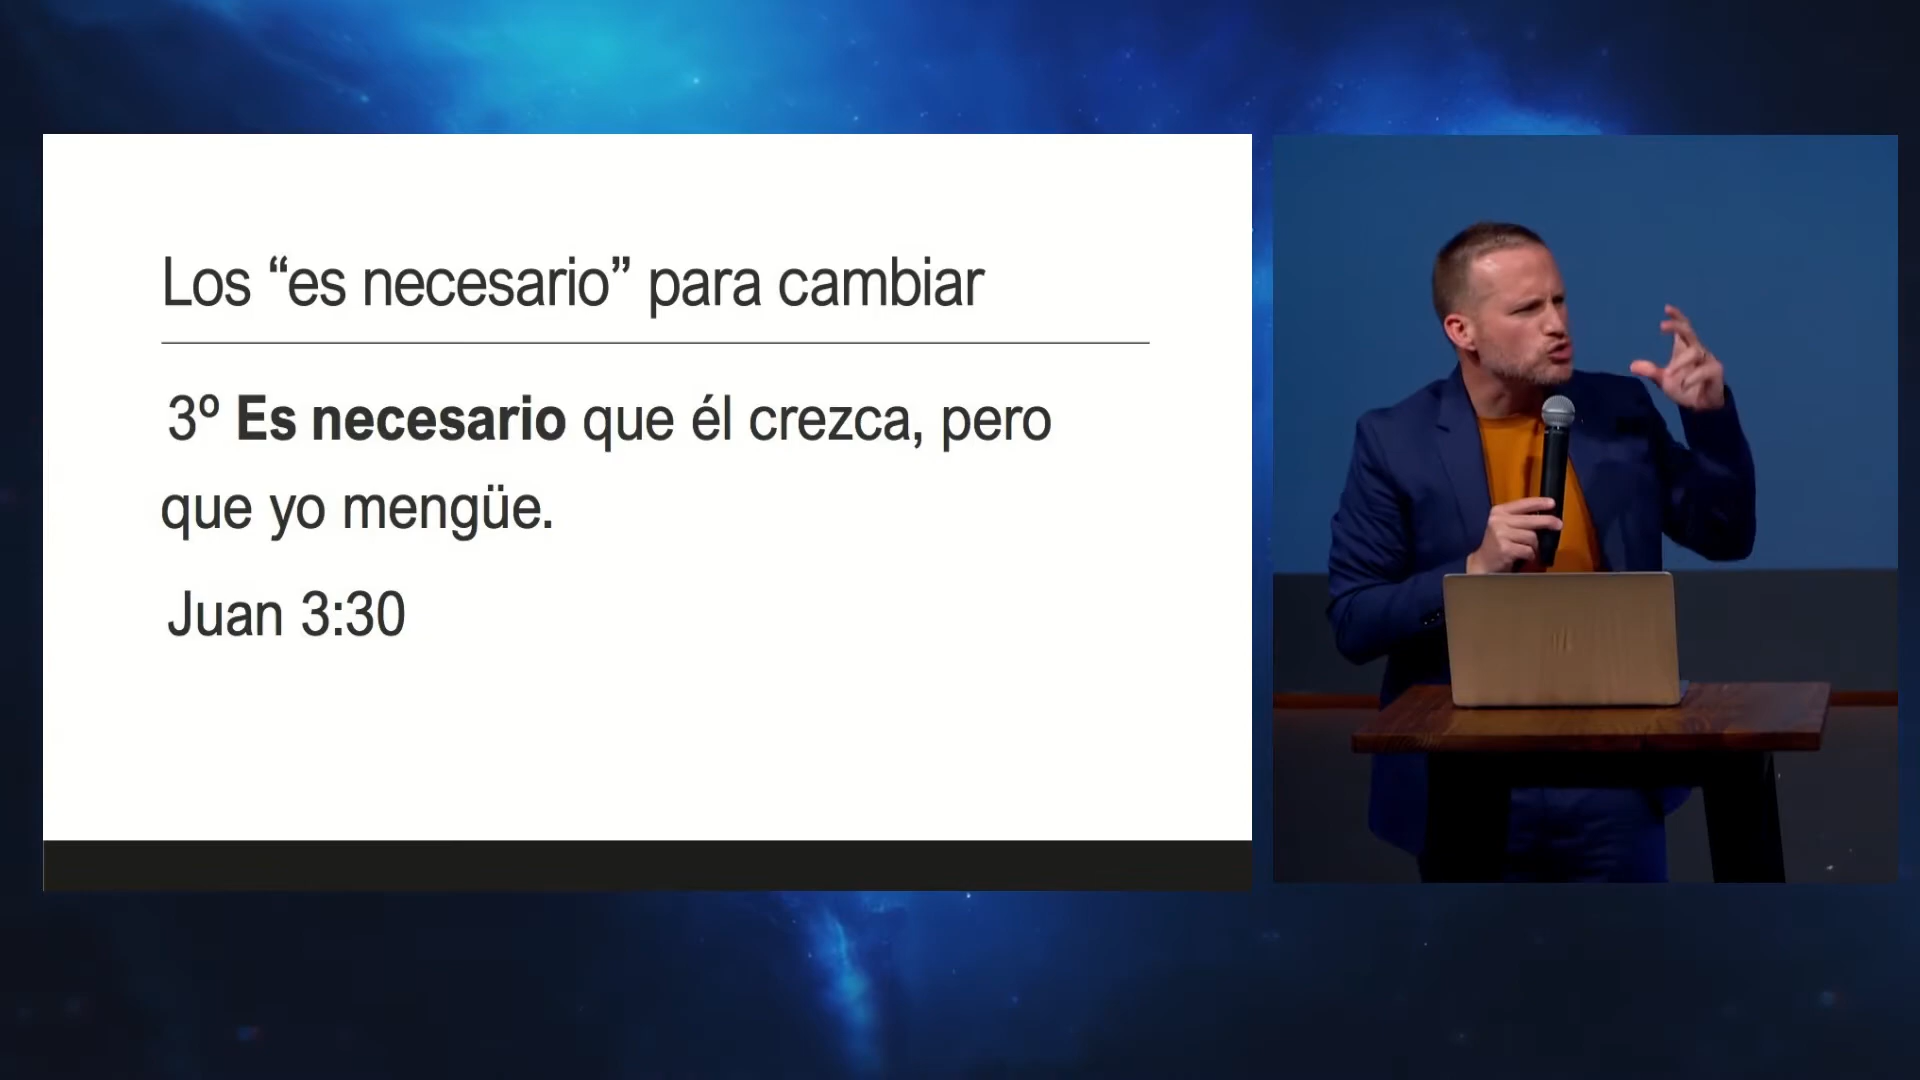 Los “es necesario” para cambiar
3º Es necesario que él crezca, pero
que yo mengüe.
Juan 3:30